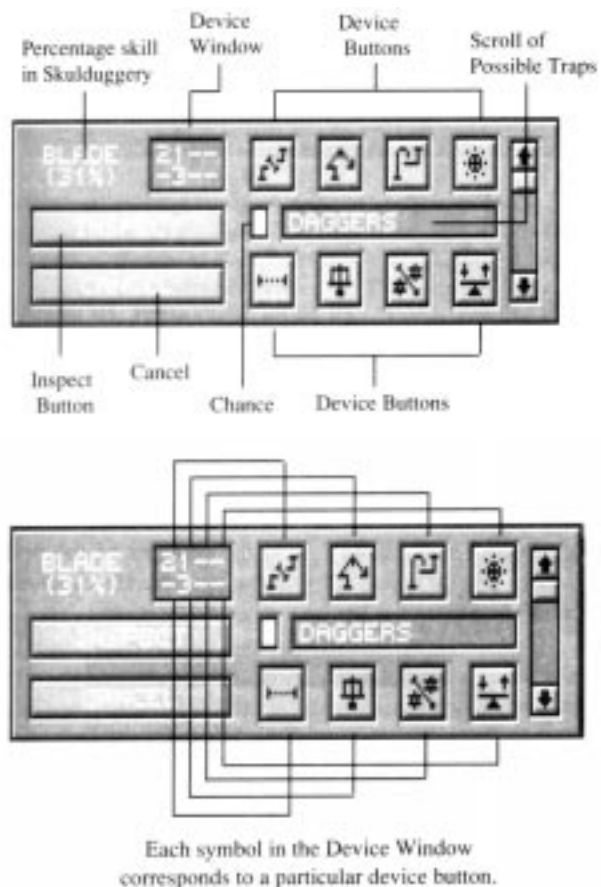 Device
Window
Device
Buttons
Percentage skill
in Skulduggery
Scroll of
Possible Traps
BLADE
(31%)
21--
-3--
DAGGERS
Inspect
Button
Cancel
Chance
Device Buttons
BLADE
(31%)
21--
-3--
DAGGERS
Each symbol in the Device Window
corresponds to a particular device button.